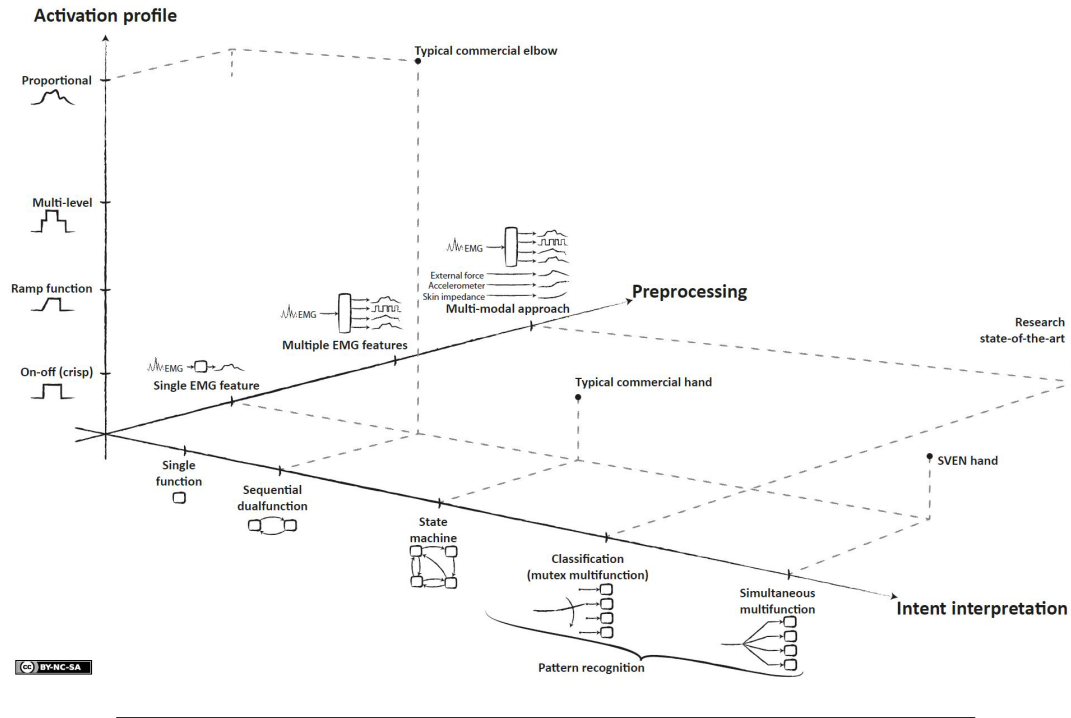 Activation profile
Typical commercial elbow
Proportional
Multi-level
EMG
External force
Accelerometer
Skin impedance
Multi-modal approach
Preprocessing
Ramp function
EMG
Multiple EMG features
Research
state-of-the-art
EMG
Single EMG feature
On-off (crisp)
Typical commercial hand
SVEN hand
Single
function
Sequential
dualfunction
State
machine
Classification
(mutex multifunction)
Simultaneous
multifunction
Intent interpretation
Pattern recognition
cc BY-NC-SA